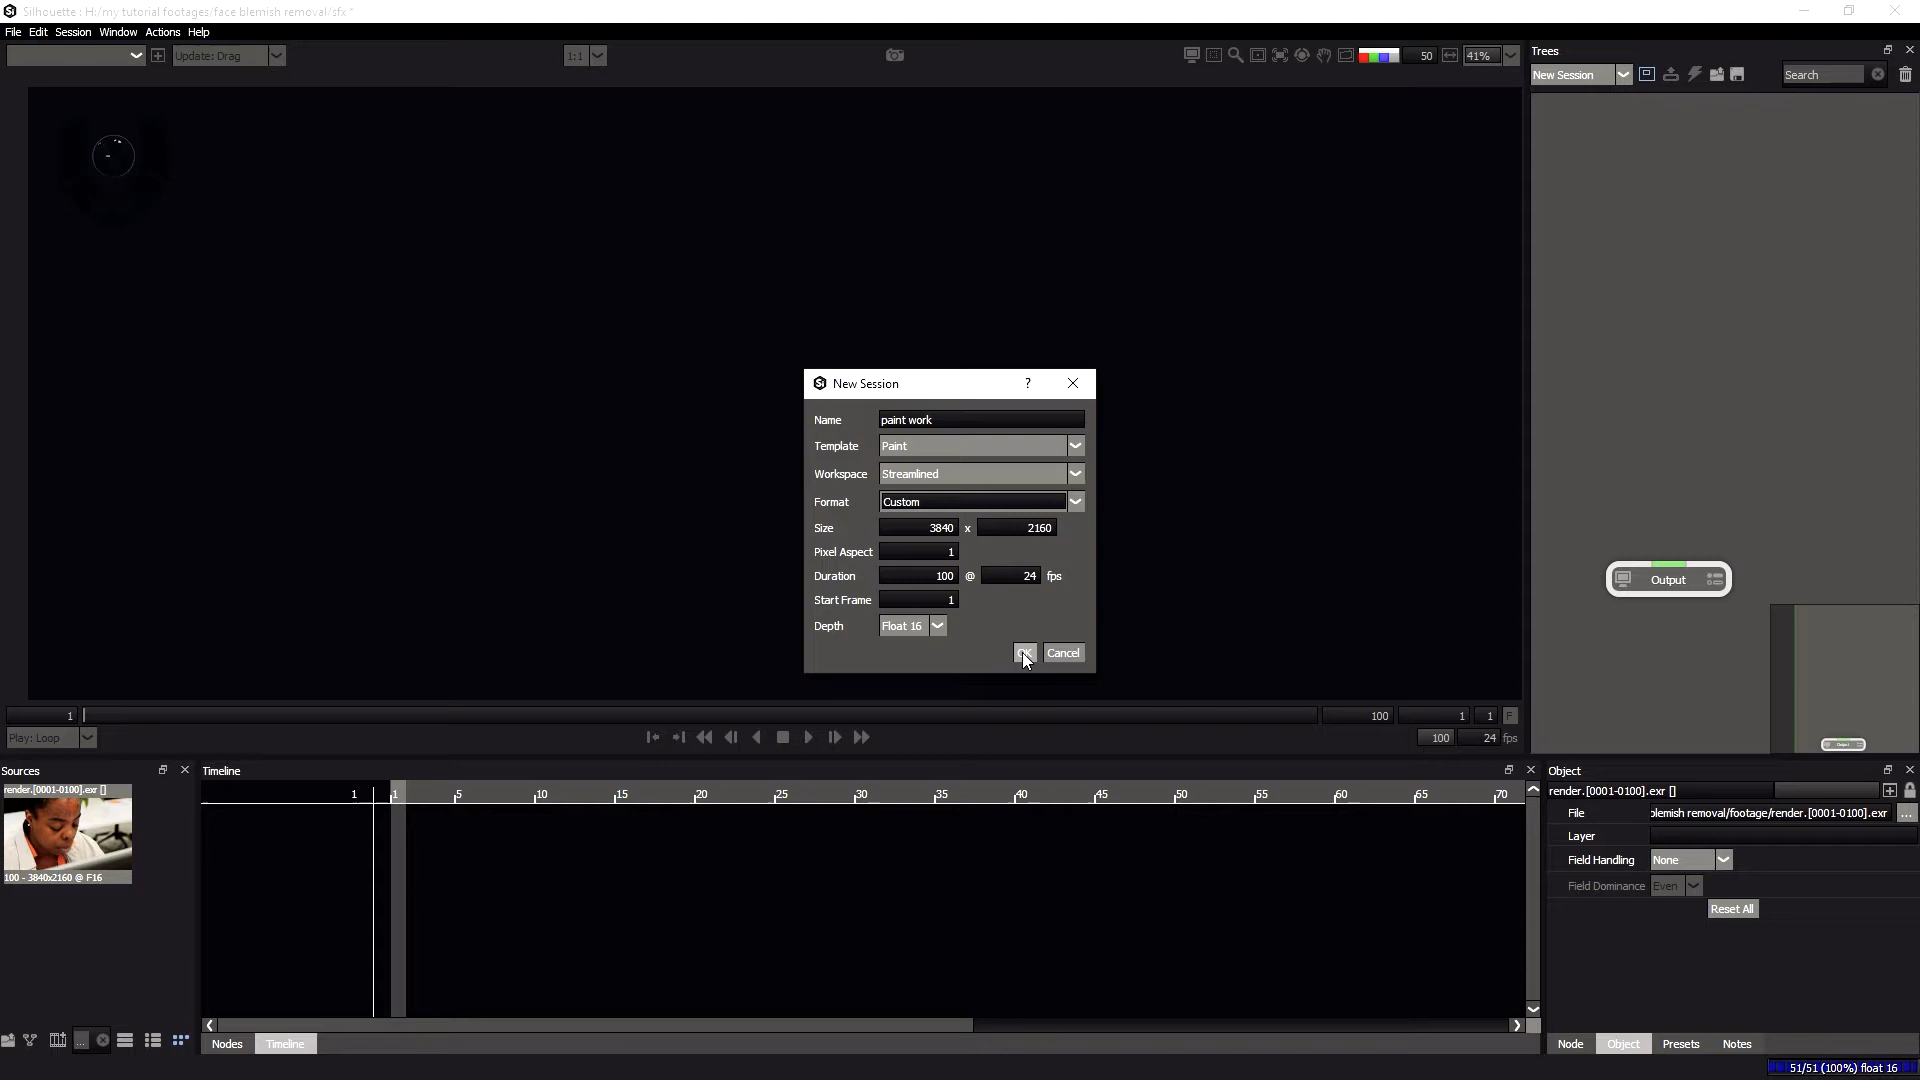 Silhouette : H:/my tutorial footages/face blemish removal/sfx *
File Edit Session Window Actions Help
Update: Drag
1:1
50
41%
Trees
New Session
Search
New Session ?
Name paint work
Template Paint
Workspace Streamlined
Format Custom
Size 3840 x 2160
Pixel Aspect 1
Duration 100 @ 24 fps
Start Frame 1
Depth Float 16
OK Cancel
Output
Output
1 100 1 1 F
Play: Loop 100 24 fps
Sources
render.[0001-0100].exr []
100 - 3840x2160 @ F16
Timeline
1 1 5 10 15 20 25 30 35 40 45 50 55 60 65 70
Nodes Timeline
Object
render.[0001-0100].exr []
File blemish removal/footage/render.[0001-0100].exr ...
Layer
Field Handling None
Field Dominance Even
Reset All
...
Node Object Presets Notes
51/51 (100%) float 16